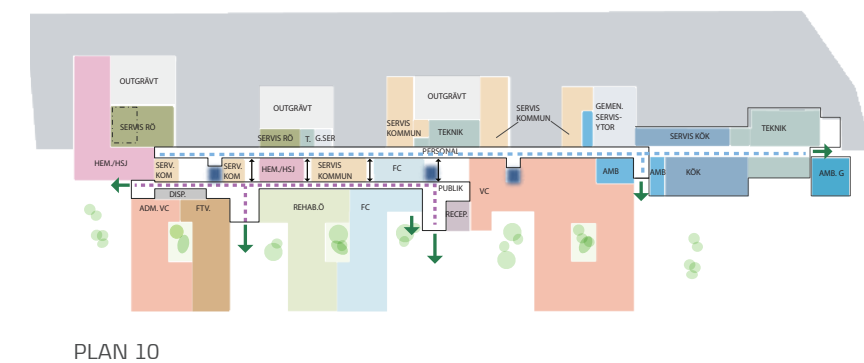 OUTGRÄVT
OUTGRÄVT
OUTGRÄVT
SERVIS RÖ
SERVIS RÖ
T.
G.SER
SERVIS
KOMMUN
TEKNIK
SERVIS
KOMMUN
GEMEN.
SERVIS-
YTOR
SERVIS KÖK
TEKNIK
PERSONAL
HEM./HSJ
SERV.
KOM
SERV.
KOM
HEM./HSJ
SERVIS
KOMMUN
FC
PUBLIK
VC
AMB
AMB
KÖK
AMB. G
DISP.
ADM. VC
FTV.
REHAB.Ö
FC
RECEP.
PLAN 10